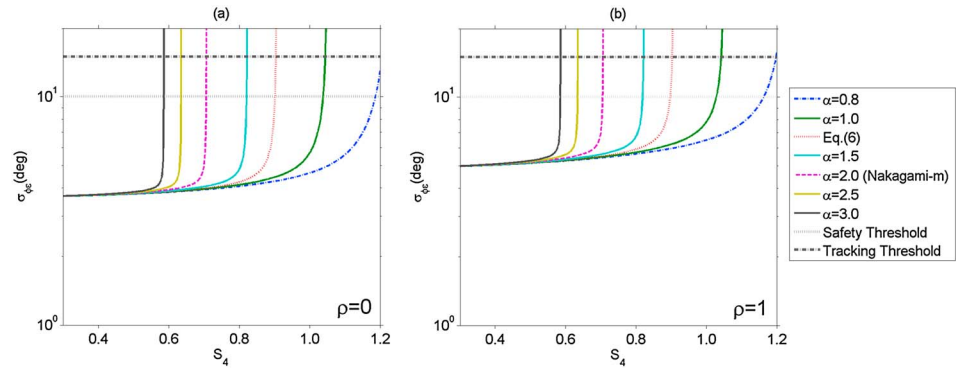 (a)
σϕε(deg)
10¹
10⁰
ρ=0
0.4 0.6 0.8 1.0 1.2
S₄
(b)
σϕε(deg)
10¹
10⁰
ρ=1
0.4 0.6 0.8 1.0 1.2
S₄
α=0.8
α=1.0
Eq.(6)
α=1.5
α=2.0 (Nakagami-m)
α=2.5
α=3.0
Safety Threshold
Tracking Threshold